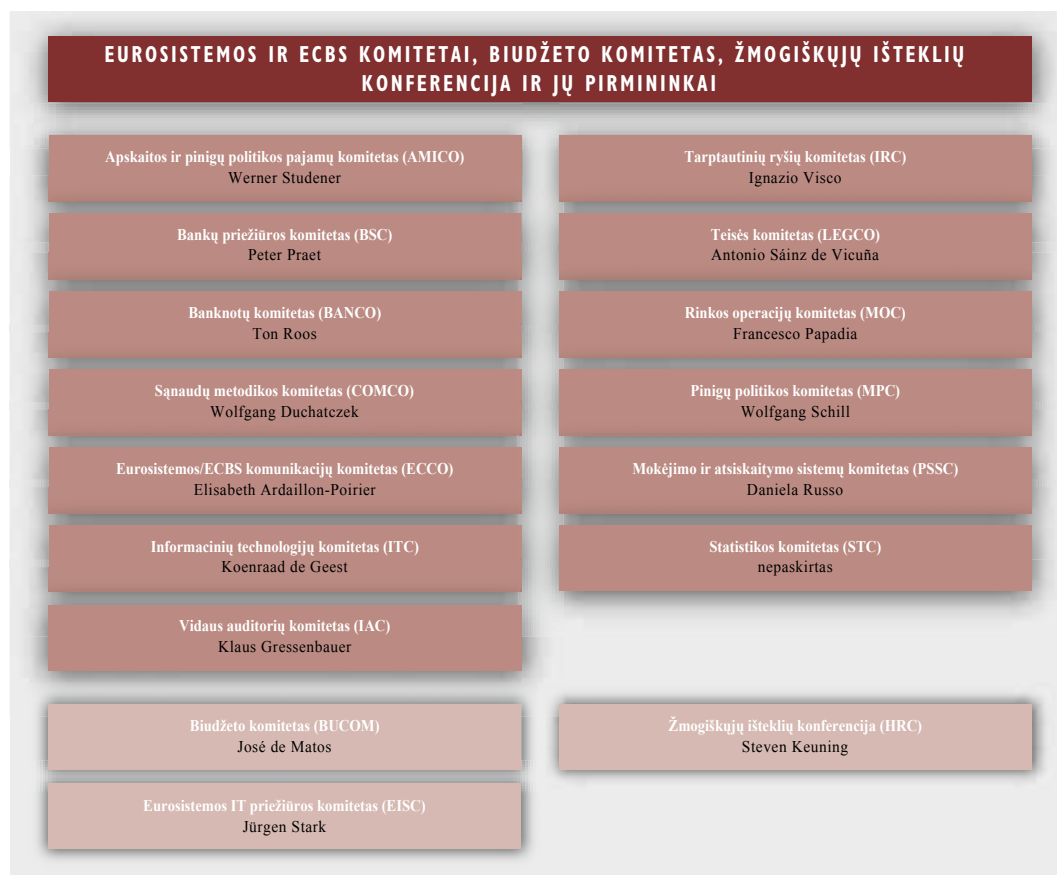 EUROSISTEMOS IR ECBS KOMITETAI, BIUDŽETO KOMITETAS, ŽMOGIŠKŲJŲ IŠTEKLIŲ
KONFERENCIJA IR JŲ PIRMININKAI
Apskaitos ir pinigų politikos pajamų komitetas (AMICO)
Werner Studener
Bankų priežiūros komitetas (BSC)
Peter Praet
Banknotų komitetas (BANCO)
Ton Roos
Sąnaudų metodikos komitetas (COMCO)
Wolfgang Duchatczek
Eurosistemos/ECBS komunikacijų komitetas (ECCO)
Elisabeth Ardaillon-Poirier
Informacinių technologijų komitetas (ITC)
Koenraad de Geest
Vidaus auditorių komitetas (IAC)
Klaus Gressenbauer
Tarptautinių ryšių komitetas (IRC)
Ignazio Visco
Teisės komitetas (LEGCO)
Antonio Sáinz de Vicuña
Rinkos operacijų komitetas (MOC)
Francesco Papadia
Pinigų politikos komitetas (MPC)
Wolfgang Schill
Mokėjimo ir atsiskaitymo sistemų komitetas (PSSC)
Daniela Russo
Statistikos komitetas (STC)
nepaskirtas
Biudžeto komitetas (BUCOM)
José de Matos
Eurosistemos IT priežiūros komitetas (EISC)
Jürgen Stark
Žmogiškųjų išteklių konferencija (HRC)
Steven Keuning